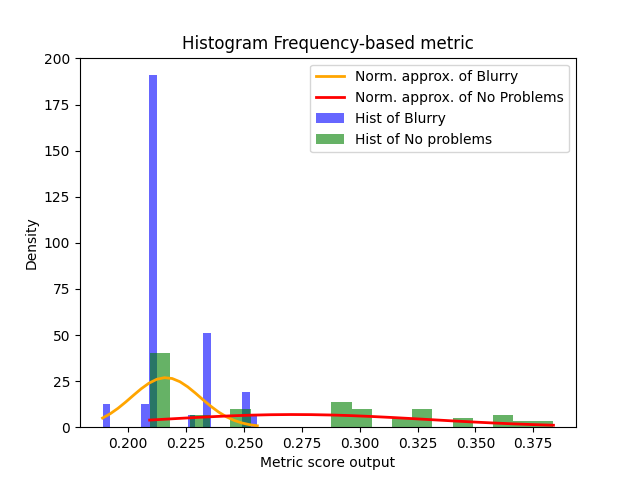 Histogram Frequency-based metric
Norm. approx. of Blurry
Norm. approx. of No Problems
Hist of Blurry
Hist of No problems
Density
200
175
150
125
100
75
50
25
0
0.200 0.225 0.250 0.275 0.300 0.325 0.350 0.375
Metric score output